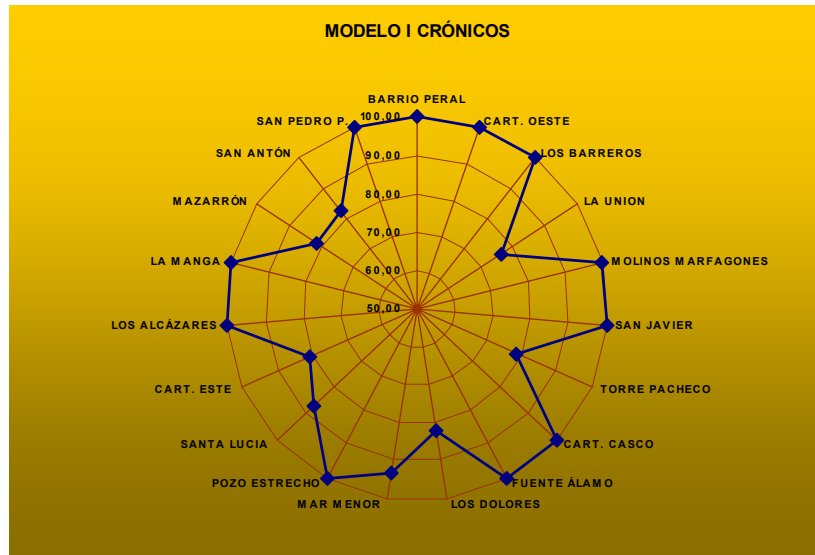 MODELO I CRÓNICOS
BARRIO PERAL
100,00
SAN PEDRO P.
CART. OESTE
SAN ANTÓN
90,00
LOS BARREROS
MAZARRÓN
80,00
LA UNION
70,00
LA MANGA
MOLINOS MARFAGONES
60,00
50,00
LOS ALCÁZARES
SAN JAVIER
CART. ESTE
TORRE PACHECO
SANTA LUCIA
CART. CASCO
POZO ESTRECHO
FUENTE ÁLAMO
MAR MENOR
LOS DOLORES